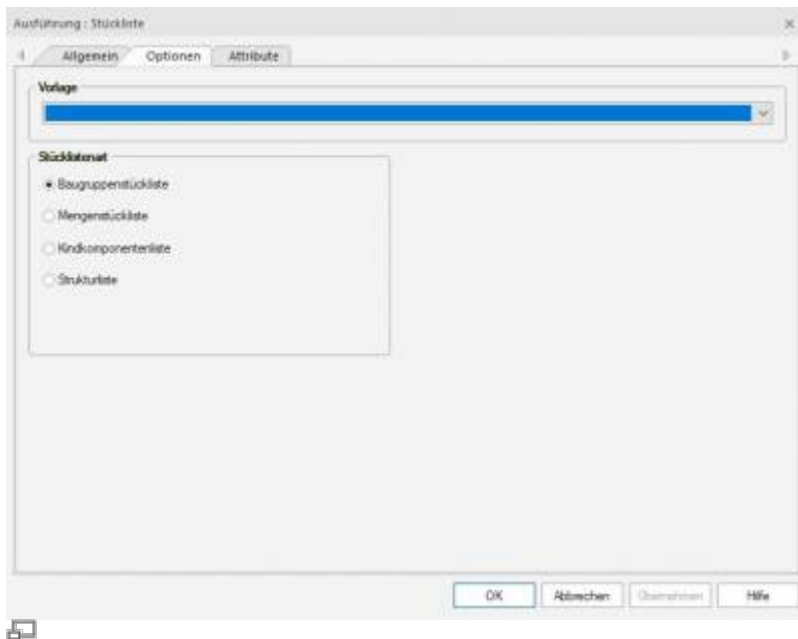 Ausführung : Stückliste
Allgemein Optionen Attribute
Vorlage
Stücklistenart
Baugruppenstückliste
Mengenstückliste
Kindkomponentenliste
Strukturliste
OK Abbrechen Übernehmen Hilfe